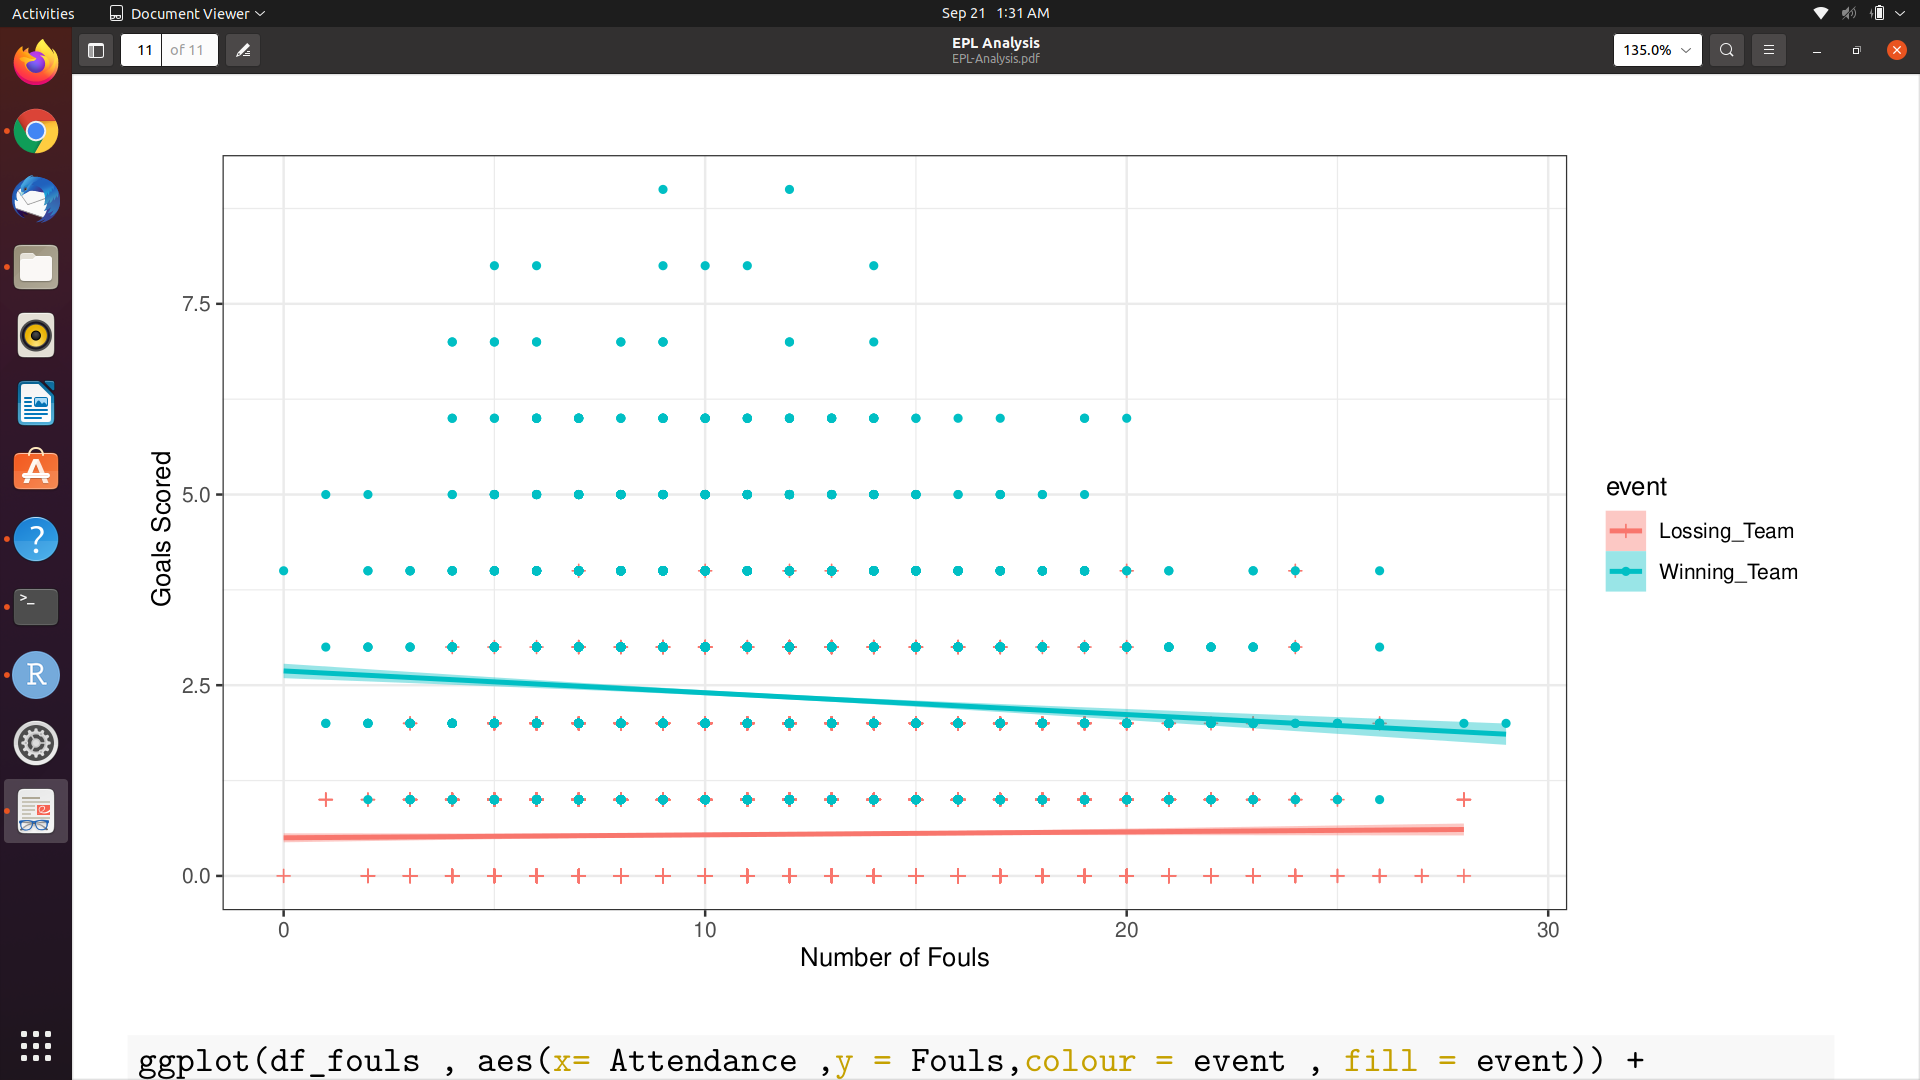 Activities Document Viewer Sep 21 1:31 AM
11 of 11 EPL Analysis 135.0%
EPL-Analysis.pdf
7.5
5.0
2.5
0.0
Goals Scored
0 10 20 30
Number of Fouls
event
Lossing_Team
Winning_Team
>_
?
R
ggplot(df_fouls , aes(x= Attendance ,y = Fouls,colour = event , fill = event)) +